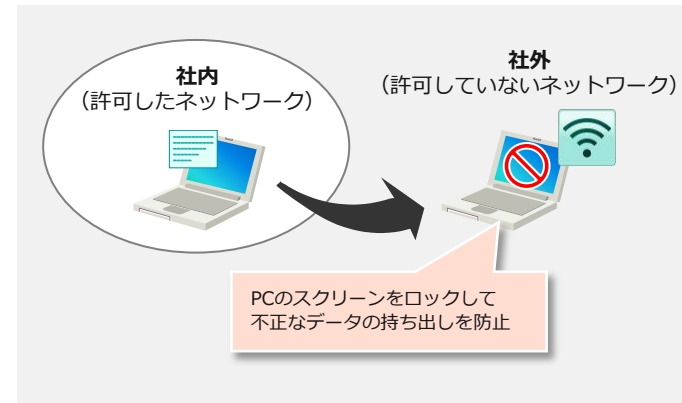 社内
（許可したネットワーク）
社外
（許可していないネットワーク）
PCのスクリーンをロックして
不正なデータの持ち出しを防止